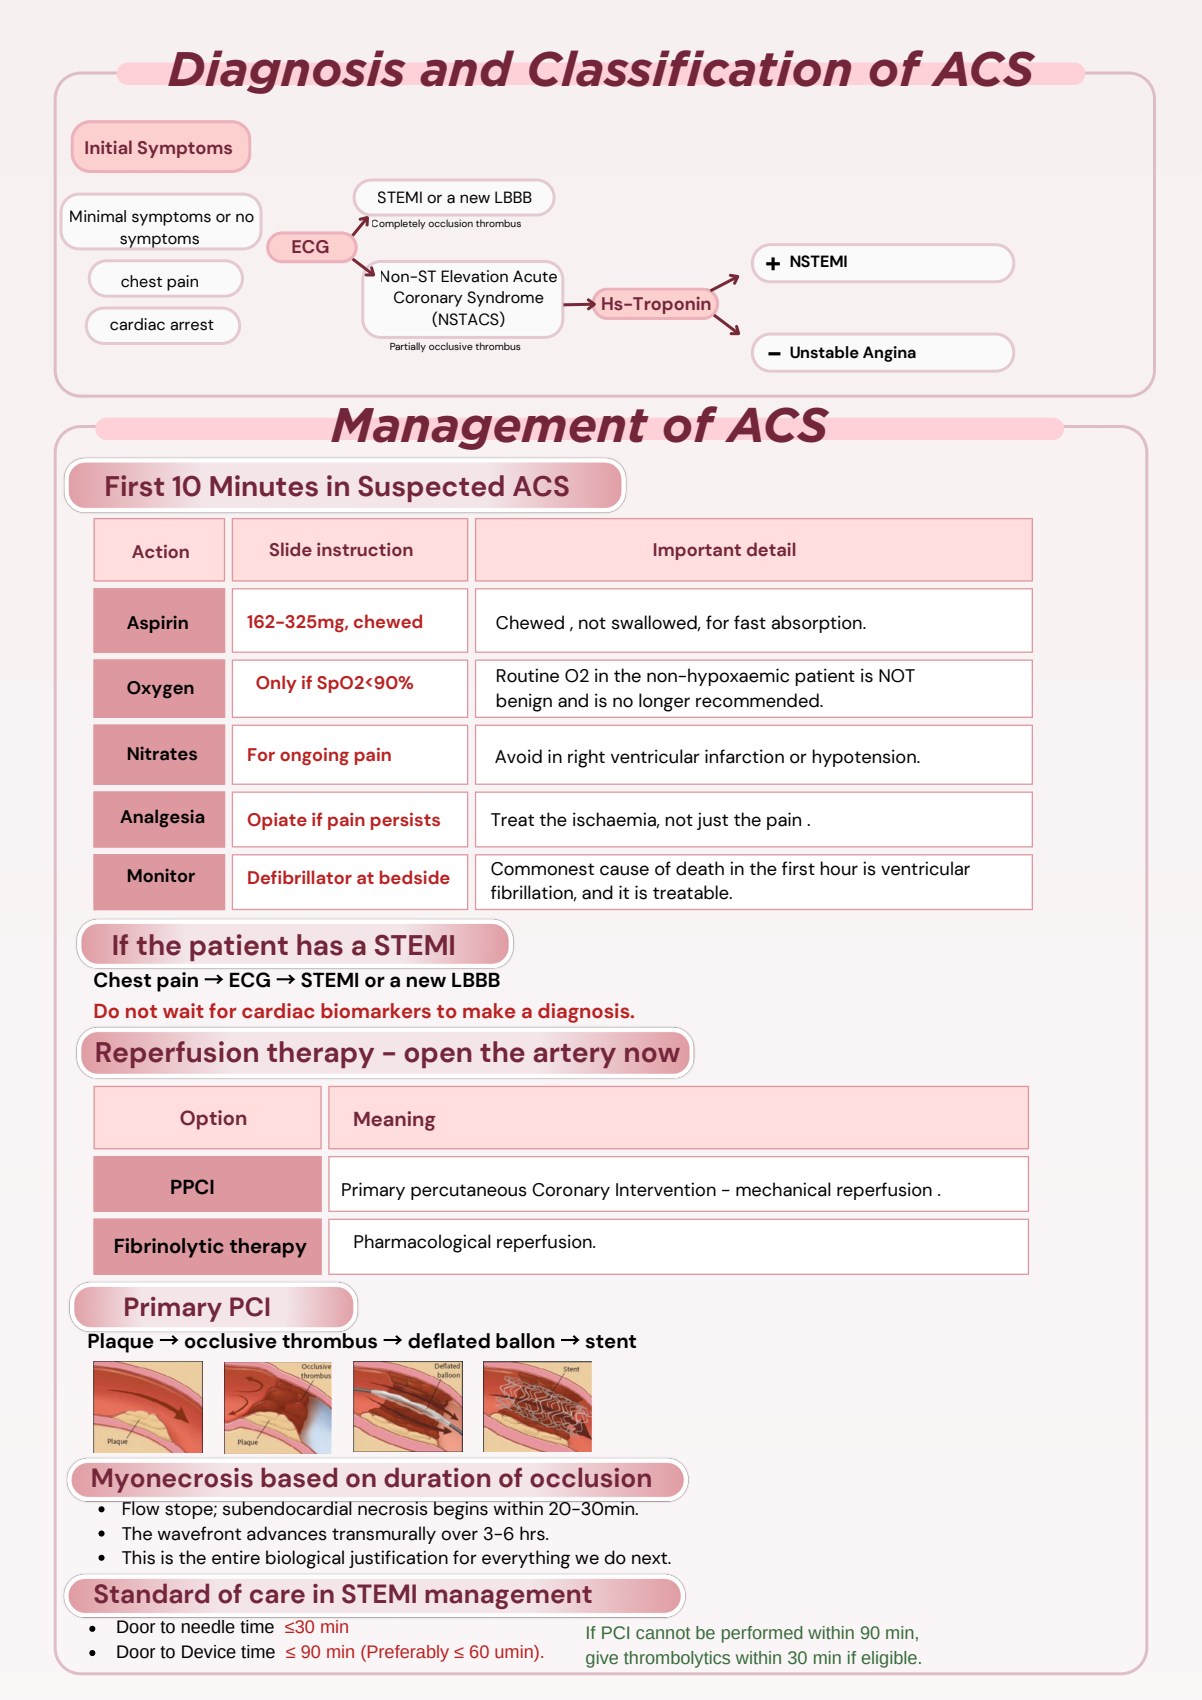 Diagnosis and Classification of ACS
Initial Symptoms
Minimal symptoms or no
symptoms
chest pain
cardiac arrest
ECG
STEMI or a new LBBB
Completely occlusion thrombus
Non-ST Elevation Acute
Coronary Syndrome
(NSTACS)
Partially occlusive thrombus
Hs-Troponin
+ NSTEMI
− Unstable Angina
Management of ACS
First 10 Minutes in Suspected ACS
Action Slide instruction Important detail
Aspirin 162-325mg, chewed Chewed , not swallowed, for fast absorption.
Oxygen Only if SpO2<90% Routine O2 in the non-hypoxaemic patient is NOT
benign and is no longer recommended.
Nitrates For ongoing pain Avoid in right ventricular infarction or hypotension.
Analgesia Opiate if pain persists Treat the ischaemia, not just the pain .
Monitor Defibrillator at bedside Commonest cause of death in the first hour is ventricular
fibrillation, and it is treatable.
If the patient has a STEMI
Chest pain → ECG → STEMI or a new LBBB
Do not wait for cardiac biomarkers to make a diagnosis.
Reperfusion therapy - open the artery now
Option Meaning
PPCI Primary percutaneous Coronary Intervention - mechanical reperfusion .
Fibrinolytic therapy Pharmacological reperfusion.
Primary PCI
Plaque → occlusive thrombus → deflated ballon → stent
Plaque
Occlusive
thrombus
Plaque
Deflated
balloon
Stent
Myonecrosis based on duration of occlusion
• Flow stope; subendocardial necrosis begins within 20-30min.
• The wavefront advances transmurally over 3-6 hrs.
• This is the entire biological justification for everything we do next.
Standard of care in STEMI management
• Door to needle time ≤30 min
• Door to Device time ≤ 90 min (Preferably ≤ 60 umin).
If PCI cannot be performed within 90 min,
give thrombolytics within 30 min if eligible.